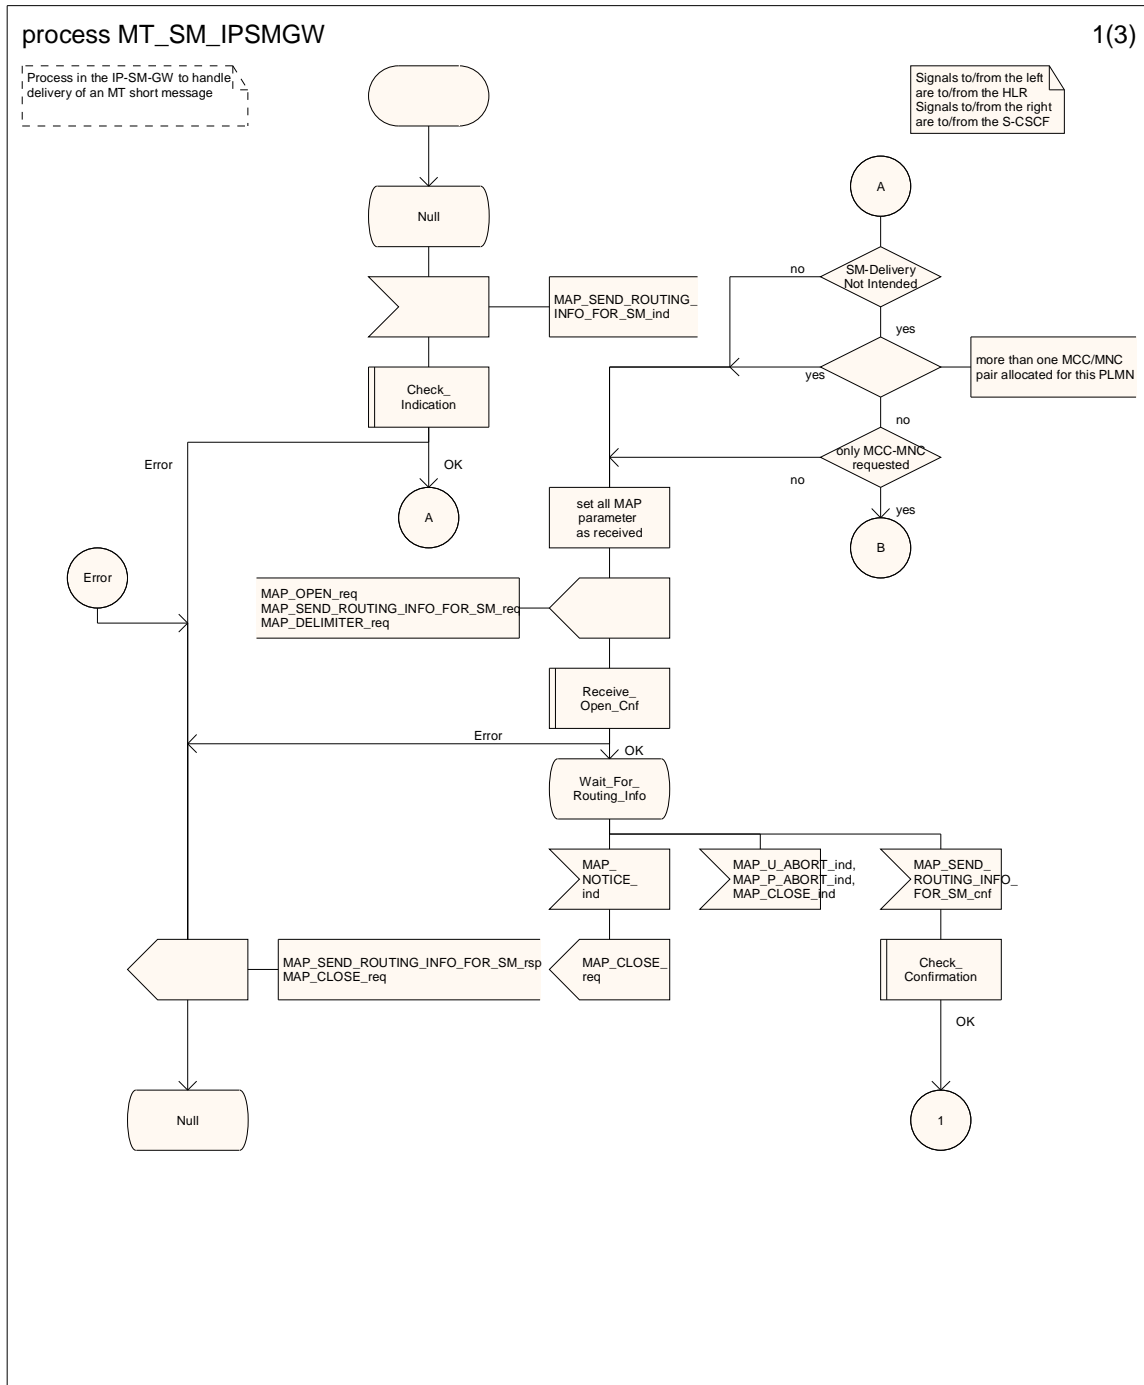 process MT_SM_IPSMGW
1(3)
Process in the IP-SM-GW to handle
delivery of an MT short message
Signals to/from the left
are to/from the HLR
Signals to/from the right
are to/from the S-CSCF
A
Null
SM-Delivery
Not Intended
no
yes
MAP_SEND_ROUTING_
INFO_FOR_SM_ind
more than one MCC/MNC
pair allocated for this PLMN
yes
no
Check_
Indication
Error
OK
A
only MCC-MNC
requested
no
yes
B
set all MAP
parameter
as received
Error
MAP_OPEN_req
MAP_SEND_ROUTING_INFO_FOR_SM_req
MAP_DELIMITER_req
Receive_
Open_Cnf
Error
OK
Wait_For_
Routing_Info
MAP_
NOTICE_
ind
MAP_U_ABORT_ind,
MAP_P_ABORT_ind,
MAP_CLOSE_ind
MAP_SEND_
ROUTING_INFO_
FOR_SM_cnf
MAP_SEND_ROUTING_INFO_FOR_SM_rsp
MAP_CLOSE_req
MAP_CLOSE_
req
Check_
Confirmation
OK
Null
1